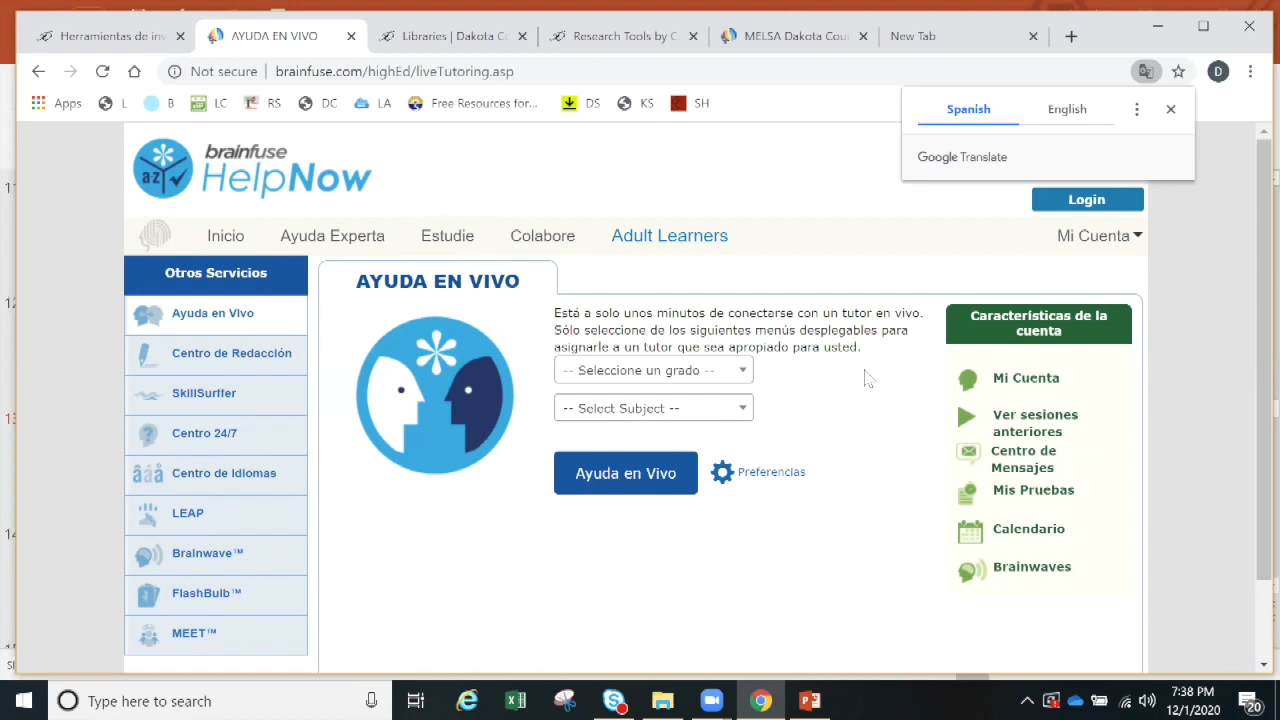 Herramientas de inv
AYUDA EN VIVO
Libraries | Dakota Co
Research Tools by C
MELSA Dakota Coun
New Tab
Not secure
brainfuse.com/highEd/liveTutoring.asp
D
Apps
L
B
LC
RS
DC
LA
Free Resources for...
DS
KS
SH
Spanish
English
Google Translate
a-z
brainfuse
HelpNow
Login
Inicio
Ayuda Experta
Estudie
Colabore
Adult Learners
Mi Cuenta
Otros Servicios
Ayuda en Vivo
Centro de Redacción
SkillSurffer
Centro 24/7
Centro de Idiomas
LEAP
Brainwave™
FlashBulb™
MEET™
AYUDA EN VIVO
Está a solo unos minutos de conectarse con un tutor en vivo.
Sólo seleccione de los siguientes menús desplegables para
asignarle a un tutor que sea apropiado para usted.
-- Seleccione un grado --
-- Select Subject --
Ayuda en Vivo
Preferencias
Características de la
cuenta
Mi Cuenta
Ver sesiones
anteriores
Centro de
Mensajes
Mis Pruebas
Calendario
Brainwaves
Type here to search
7:38 PM
12/1/2020
20